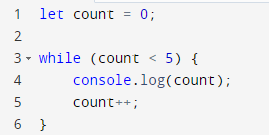 1 let count = 0;
2
3 while (count < 5) {
4     console.log(count);
5     count++;
6 }